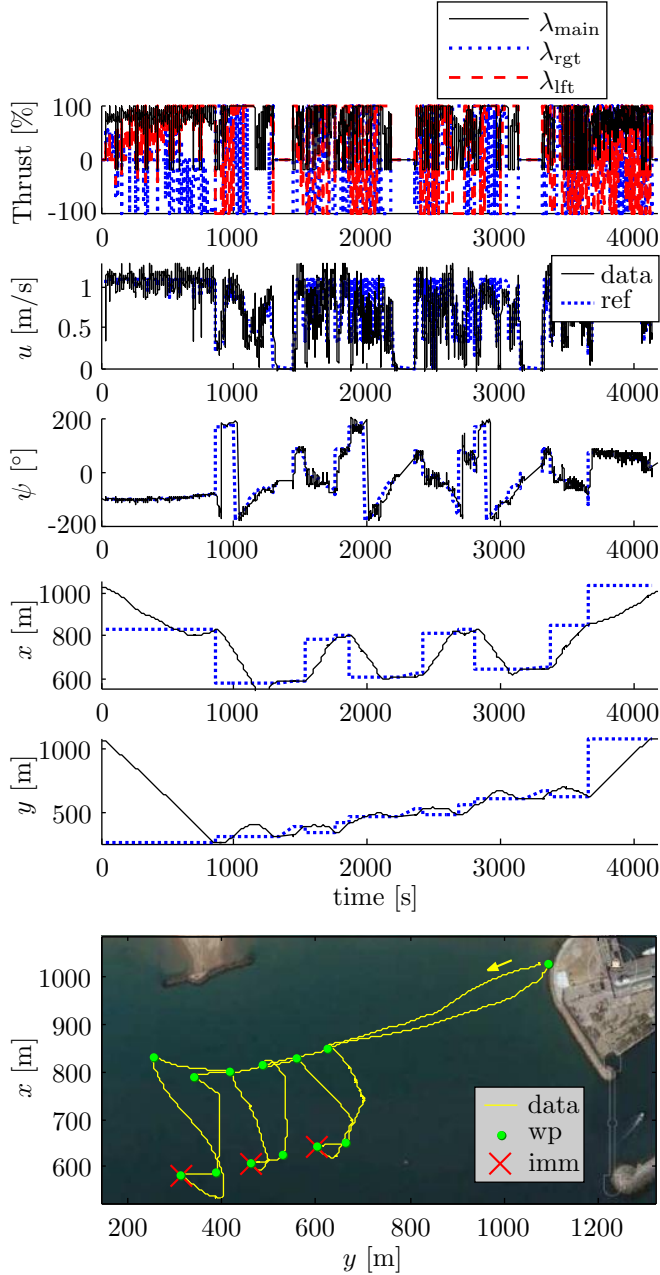 λmain
λrgt
λlft
Thrust [%]
100
0
-100
0 1000 2000 3000 4000
u [m/s]
1
0.5
0
data
ref
0 1000 2000 3000 4000
ψ [°]
200
0
-200
0 1000 2000 3000 4000
x [m]
1000
800
600
0 1000 2000 3000 4000
y [m]
1000
500
0 1000 2000 3000 4000
time [s]
x [m]
1000
900
800
700
600
data
wp
imm
200 400 600 800 1000 1200
y [m]